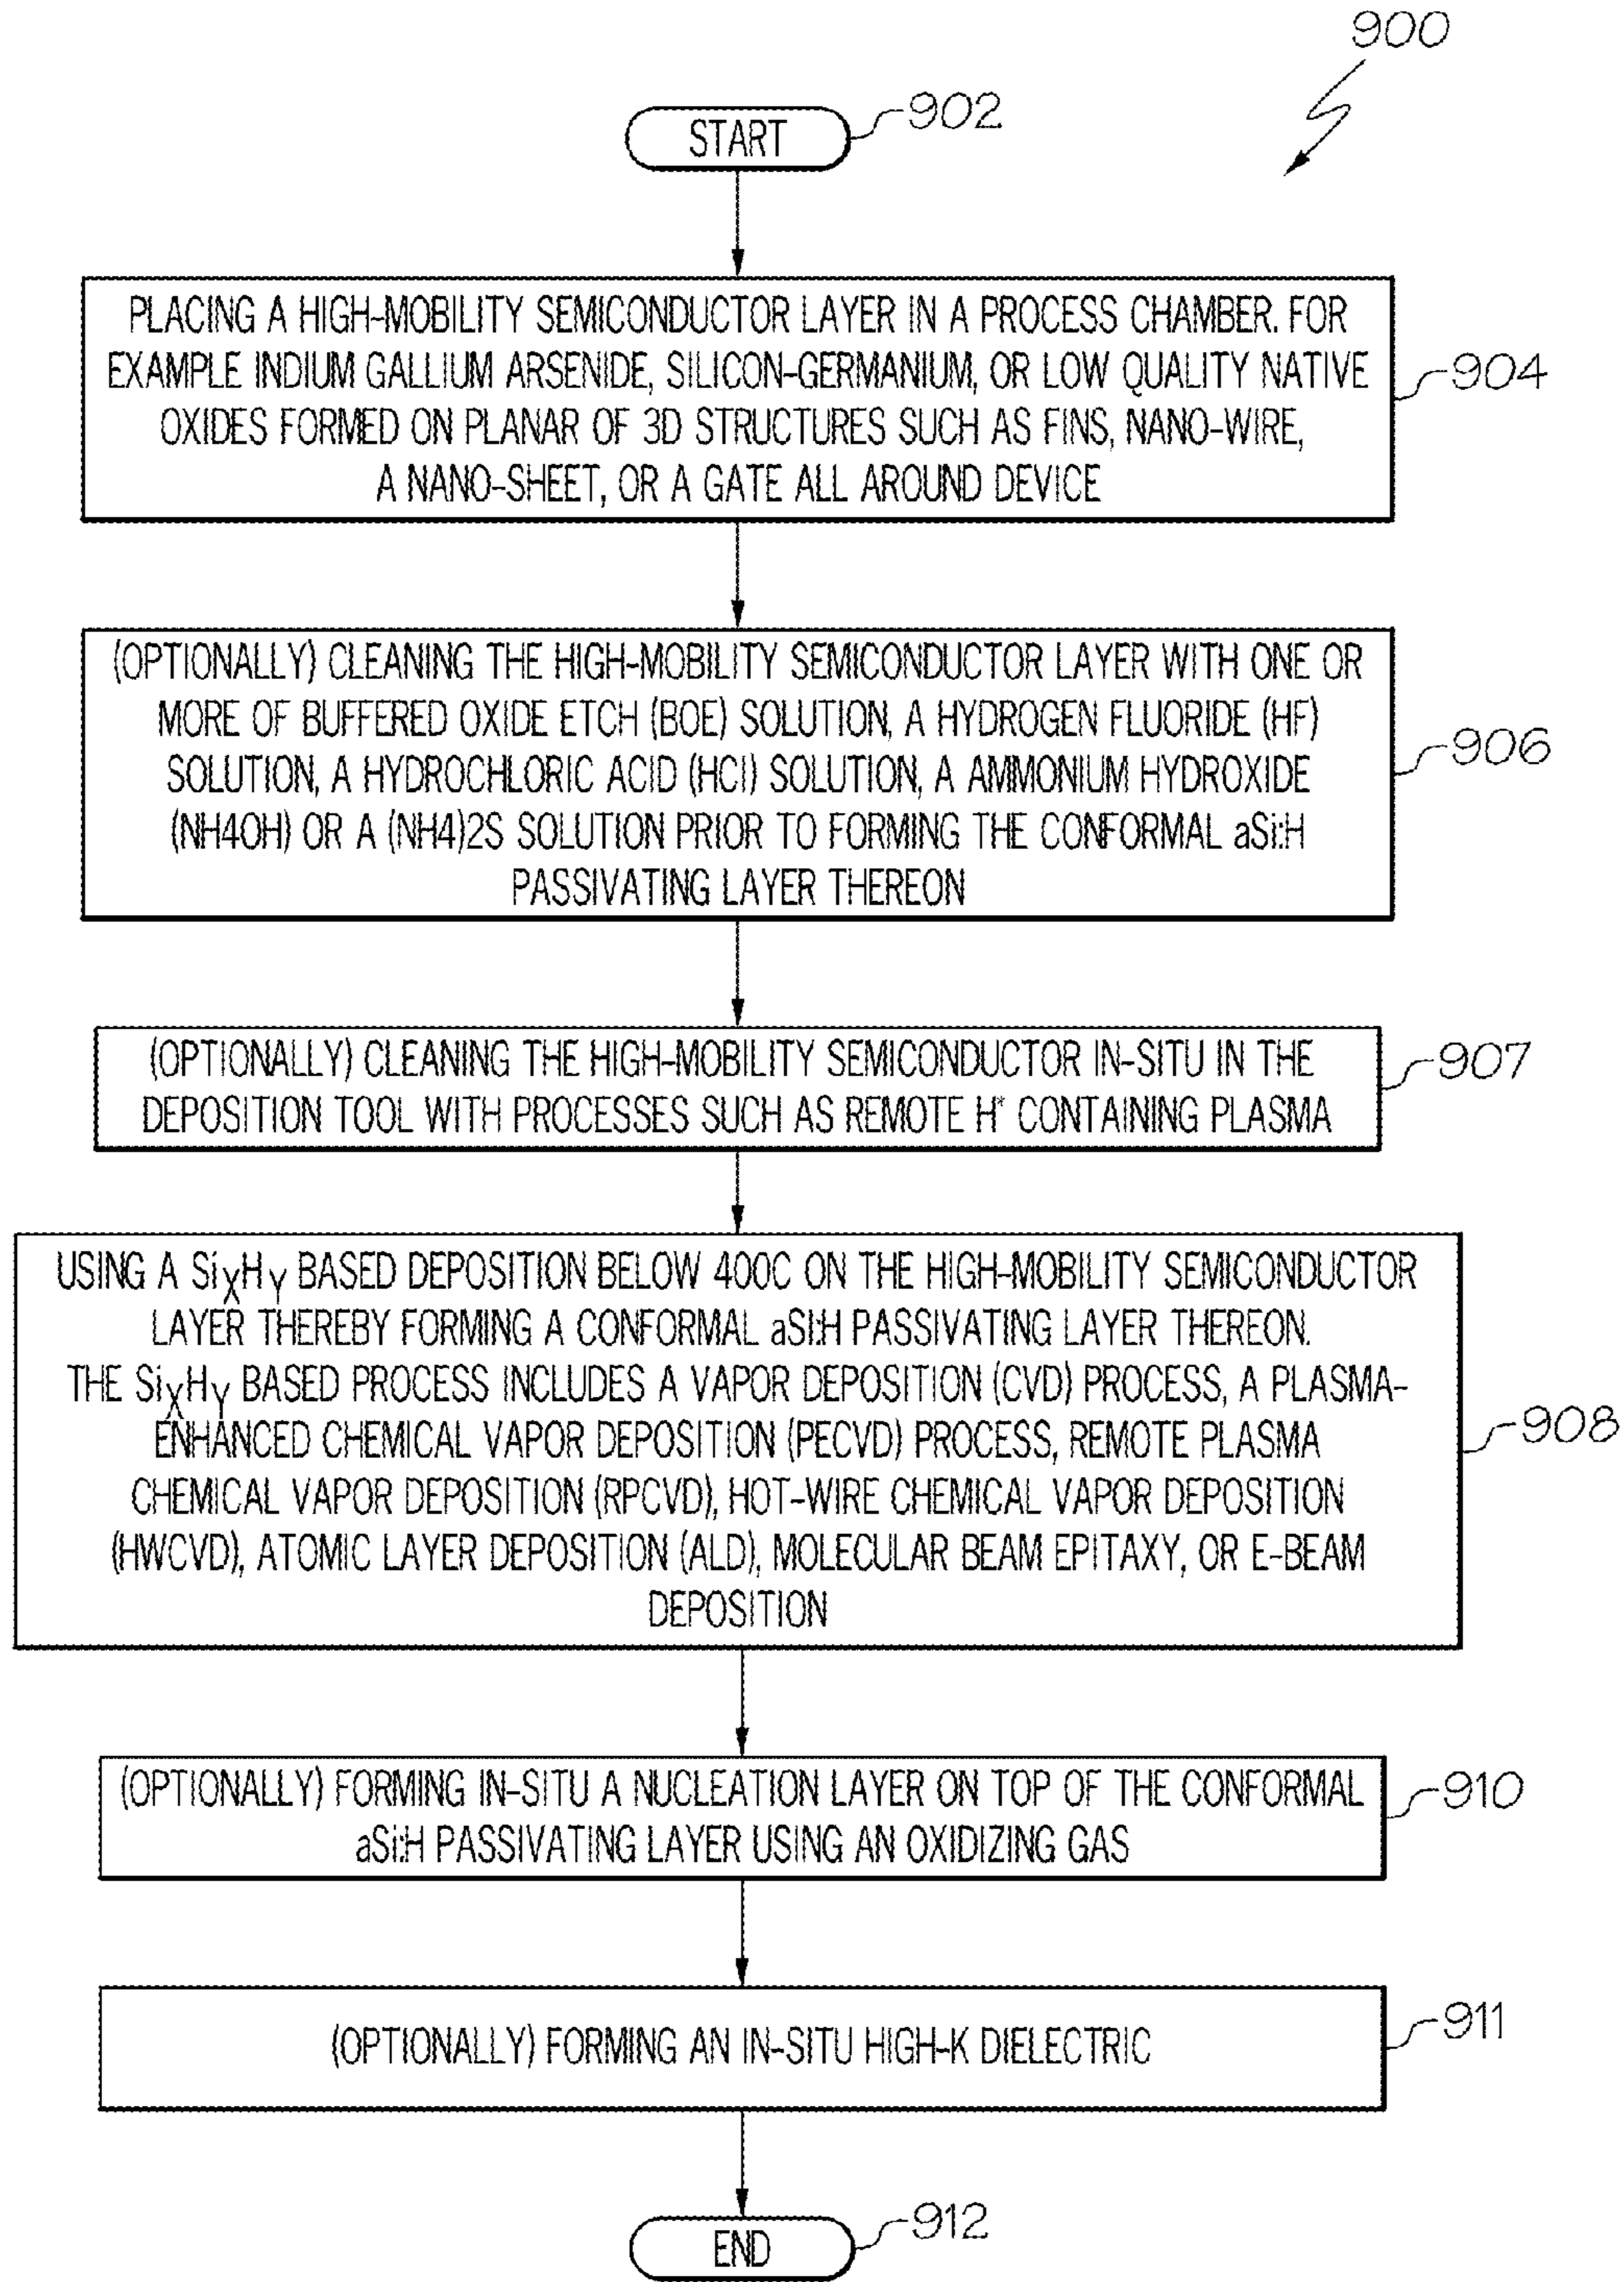 900
START
902
PLACING A HIGH-MOBILITY SEMICONDUCTOR LAYER IN A PROCESS CHAMBER. FOR
EXAMPLE INDIUM GALLIUM ARSENIDE, SILICON-GERMANIUM, OR LOW QUALITY NATIVE
OXIDES FORMED ON PLANAR OF 3D STRUCTURES SUCH AS FINS, NANO-WIRE,
A NANO-SHEET, OR A GATE ALL AROUND DEVICE
904
(OPTIONALLY) CLEANING THE HIGH-MOBILITY SEMICONDUCTOR LAYER WITH ONE OR
MORE OF BUFFERED OXIDE ETCH (BOE) SOLUTION, A HYDROGEN FLUORIDE (HF)
SOLUTION, A HYDROCHLORIC ACID (HCl) SOLUTION, A AMMONIUM HYDROXIDE
(NH4OH) OR A (NH4)2S SOLUTION PRIOR TO FORMING THE CONFORMAL aSi:H
PASSIVATING LAYER THEREON
906
(OPTIONALLY) CLEANING THE HIGH-MOBILITY SEMICONDUCTOR IN-SITU IN THE
DEPOSITION TOOL WITH PROCESSES SUCH AS REMOTE H* CONTAINING PLASMA
907
USING A SiXHY BASED DEPOSITION BELOW 400C ON THE HIGH-MOBILITY SEMICONDUCTOR
LAYER THEREBY FORMING A CONFORMAL aSi:H PASSIVATING LAYER THEREON.
THE SiXHY BASED PROCESS INCLUDES A VAPOR DEPOSITION (CVD) PROCESS, A PLASMA-
ENHANCED CHEMICAL VAPOR DEPOSITION (PECVD) PROCESS, REMOTE PLASMA
CHEMICAL VAPOR DEPOSITION (RPCVD), HOT-WIRE CHEMICAL VAPOR DEPOSITION
(HWCVD), ATOMIC LAYER DEPOSITION (ALD), MOLECULAR BEAM EPITAXY, OR E-BEAM
DEPOSITION
908
(OPTIONALLY) FORMING IN-SITU A NUCLEATION LAYER ON TOP OF THE CONFORMAL
aSi:H PASSIVATING LAYER USING AN OXIDIZING GAS
910
(OPTIONALLY) FORMING AN IN-SITU HIGH-K DIELECTRIC
911
END
912